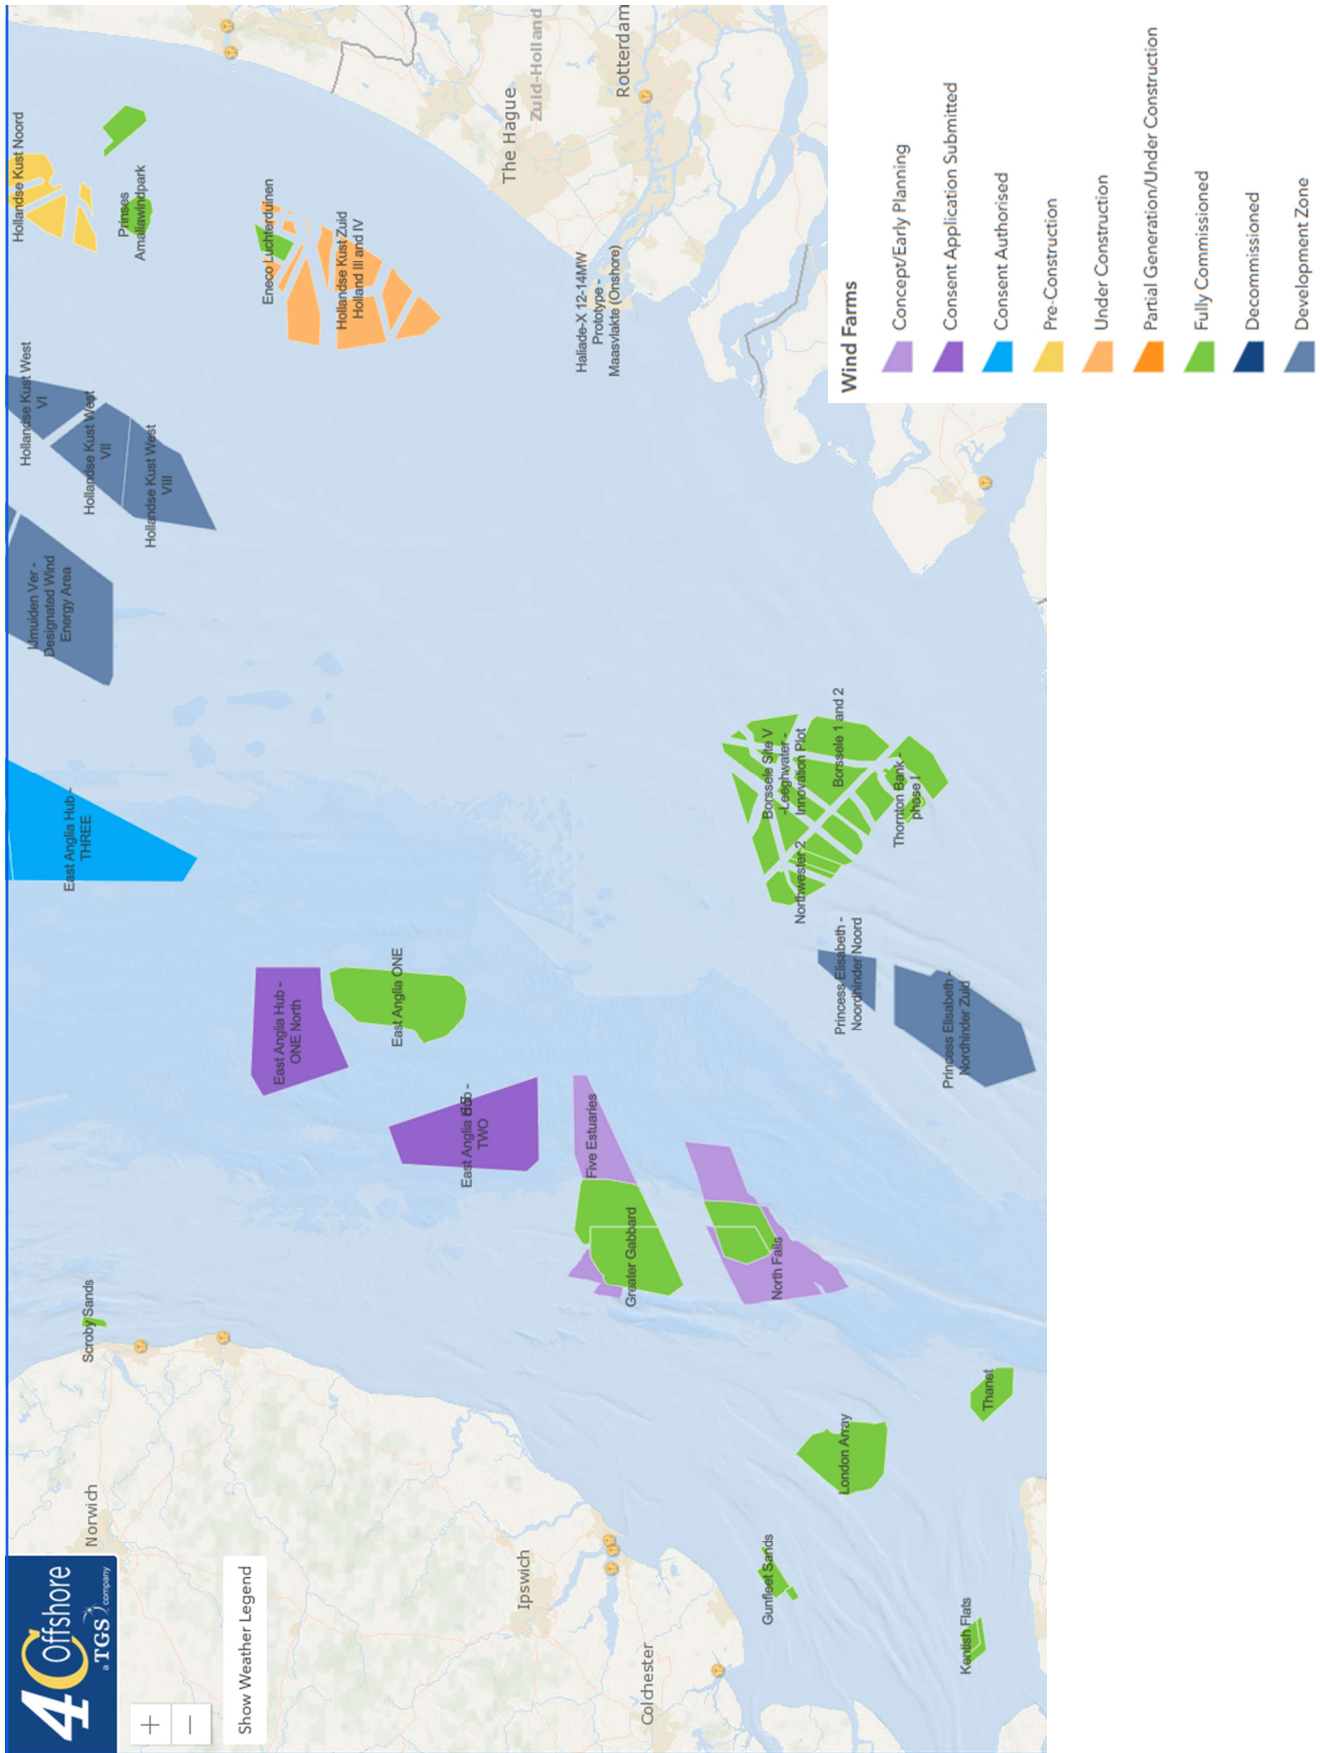 4C Offshore
a TGS company
+
−
Show Weather Legend
Norwich
Ipswich
Colchester
Scroby Sands
Gunfleet Sands
Kentish Flats
London Array
Thanet
Greater Gabbard
Five Estuaries
North Falls
East Anglia Hub -
THREE
East Anglia Hub -
ONE North
East Anglia ONE
East Anglia Hub -
TWO
IJmuiden Ver -
Designated Wind
Energy Area
Hollandse Kust West
VI
Hollandse Kust West
VII
Hollandse Kust West
VIII
Hollandse Kust Noord
Prinses
Amaliawindpark
Eneco Luchterduinen
Hollandse Kust Zuid
Holland III and IV
The Hague
Zuid-Holland
Rotterdam
Haliade-X 12-14MW
Prototype -
Maasvlakte (Onshore)
Borssele Site V
-Leeghwater -
Innovation Plot
Borssele 1 and 2
Northwester 2
Thornton Bank -
phase I
Princess Elisabeth -
Noordhinder Noord
Princess Elisabeth -
Nordhinder Zuid
Wind Farms
Concept/Early Planning
Consent Application Submitted
Consent Authorised
Pre-Construction
Under Construction
Partial Generation/Under Construction
Fully Commissioned
Decommissioned
Development Zone